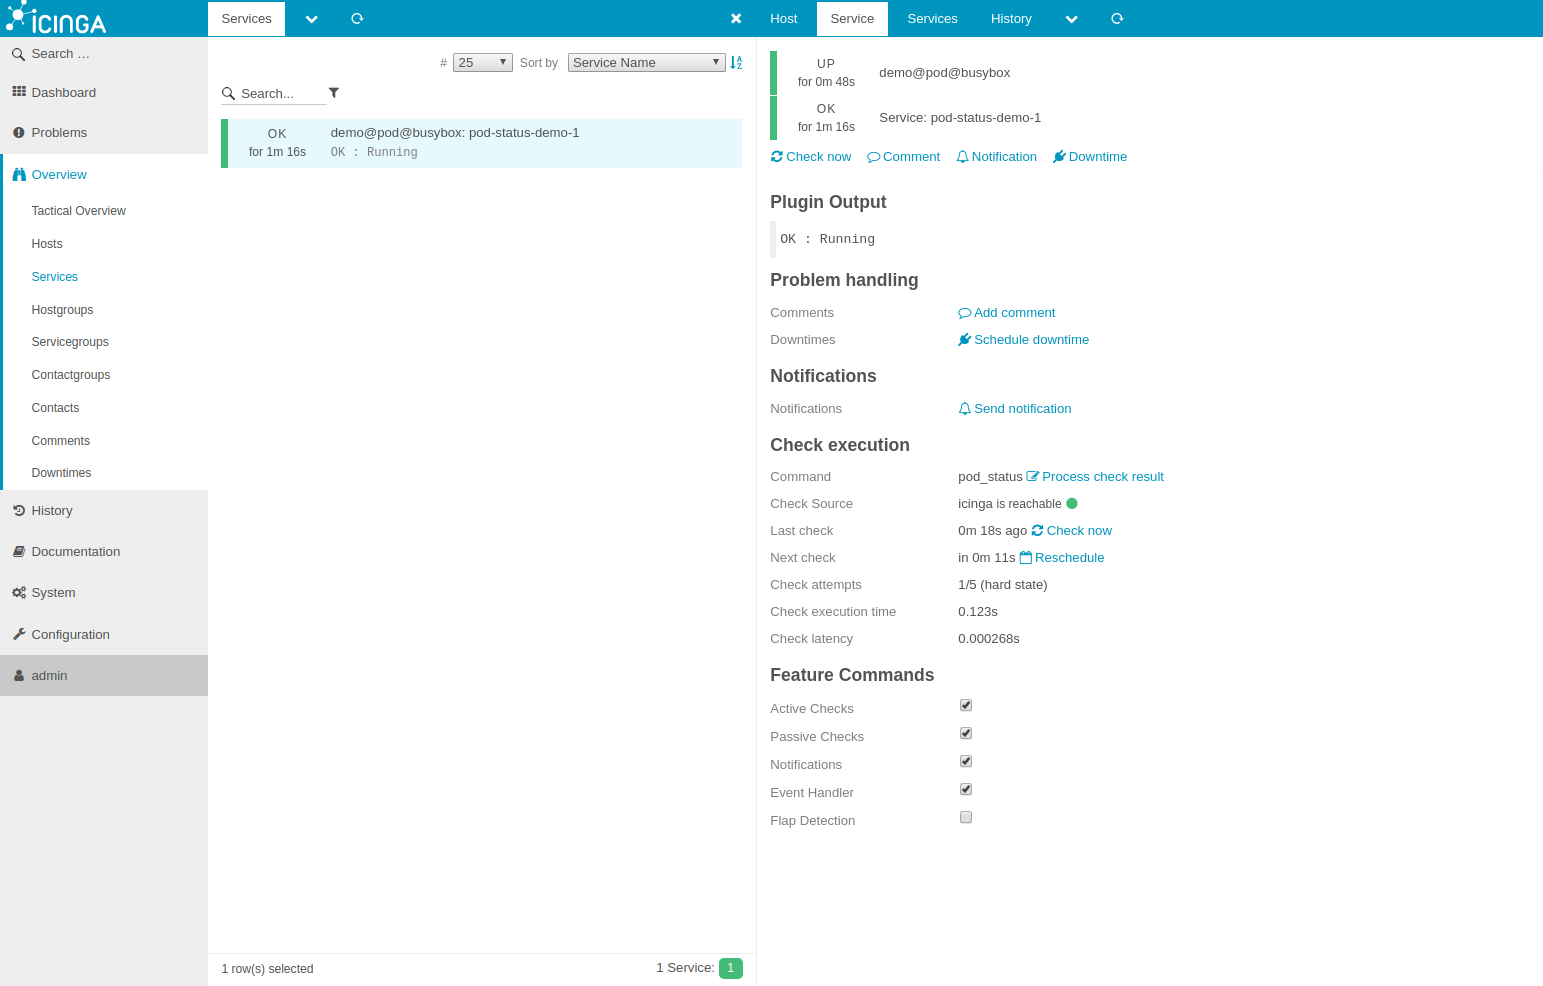 ICINGA
Services
Host
Service
Services
History
Search …
Dashboard
Problems
Overview
Tactical Overview
Hosts
Services
Hostgroups
Servicegroups
Contactgroups
Contacts
Comments
Downtimes
History
Documentation
System
Configuration
admin
# 25 Sort by Service Name
Search...
OK demo@pod@busybox: pod-status-demo-1
for 1m 16s OK : Running
1 row(s) selected
1 Service: 1
UP
for 0m 48s
demo@pod@busybox
OK
for 1m 16s
Service: pod-status-demo-1
Check now Comment Notification Downtime
Plugin Output
OK : Running
Problem handling
Comments Add comment
Downtimes Schedule downtime
Notifications
Notifications Send notification
Check execution
Command pod_status Process check result
Check Source icinga is reachable
Last check 0m 18s ago Check now
Next check in 0m 11s Reschedule
Check attempts 1/5 (hard state)
Check execution time 0.123s
Check latency 0.000268s
Feature Commands
Active Checks
Passive Checks
Notifications
Event Handler
Flap Detection